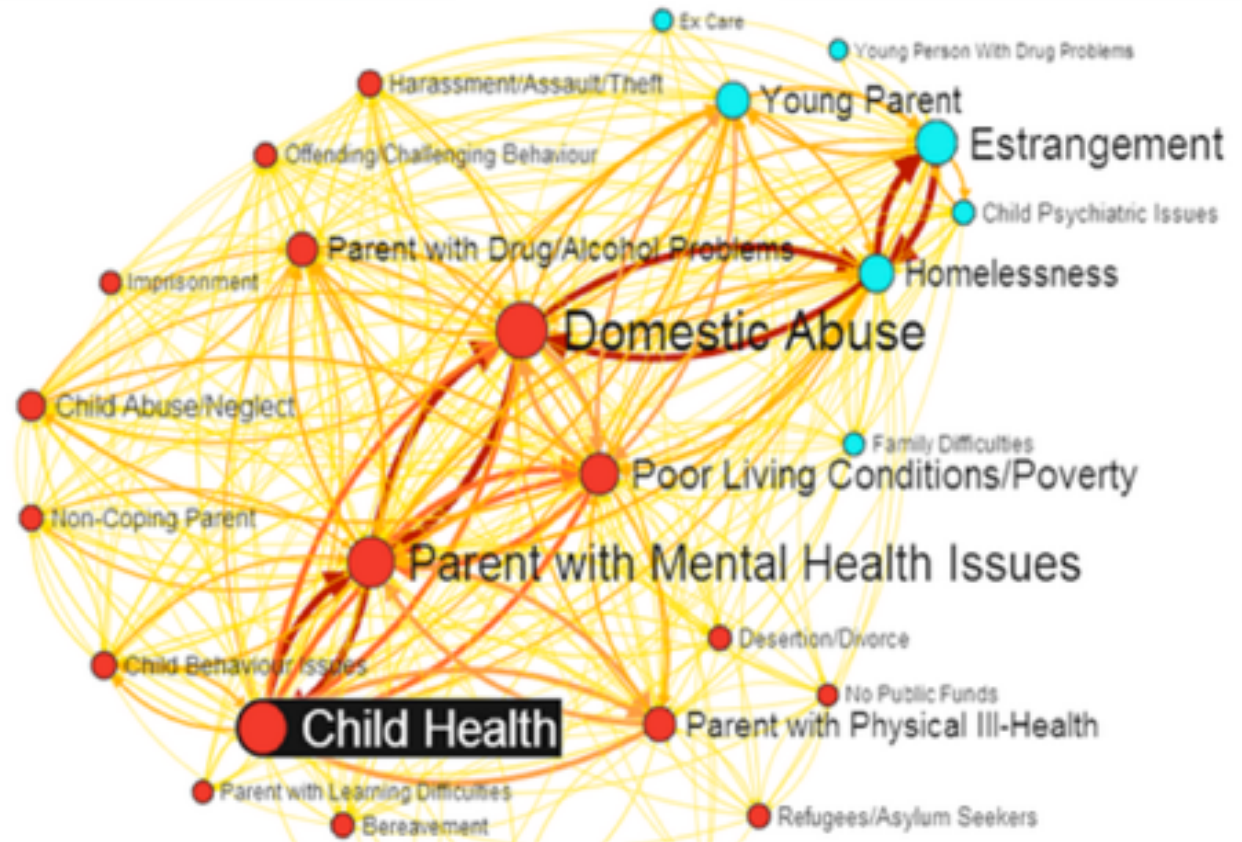 Ex Care
Young Person With Drug Problems
Harassment/Assault/Theft
Young Parent
Estrangement
Offending/Challenging Behaviour
Child Psychiatric Issues
Parent with Drug/Alcohol Problems
Homelessness
Imprisonment
Domestic Abuse
Child Abuse/Neglect
Family Difficulties
Poor Living Conditions/Poverty
Non-Coping Parent
Parent with Mental Health Issues
Desertion/Divorce
Child Behaviour Issues
No Public Funds
Child Health
Parent with Physical Ill-Health
Parent with Learning Difficulties
Refugees/Asylum Seekers
Bereavement